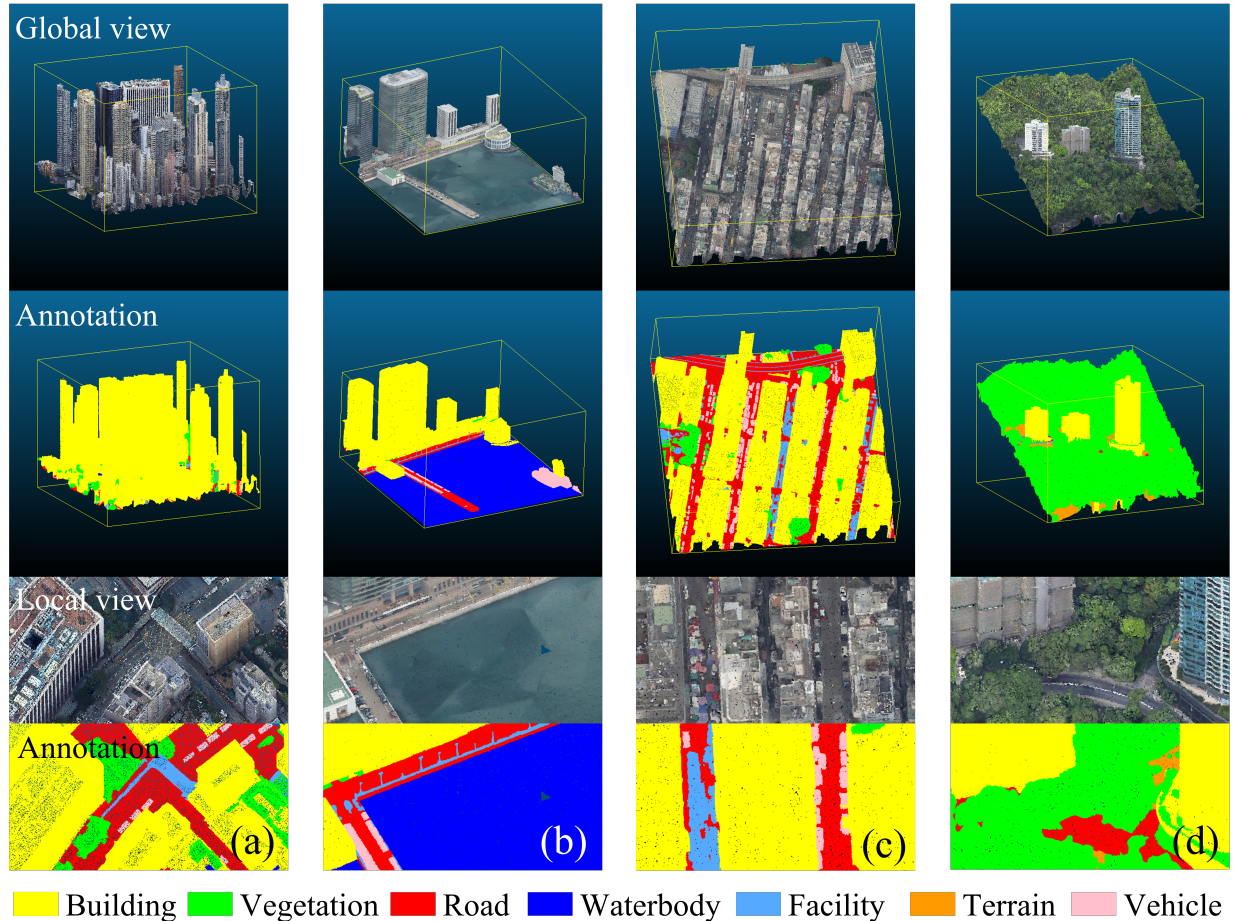 Global view
Annotation
Local view
Annotation
(a)
(b)
(c)
(d)
Building Vegetation Road Waterbody Facility Terrain Vehicle